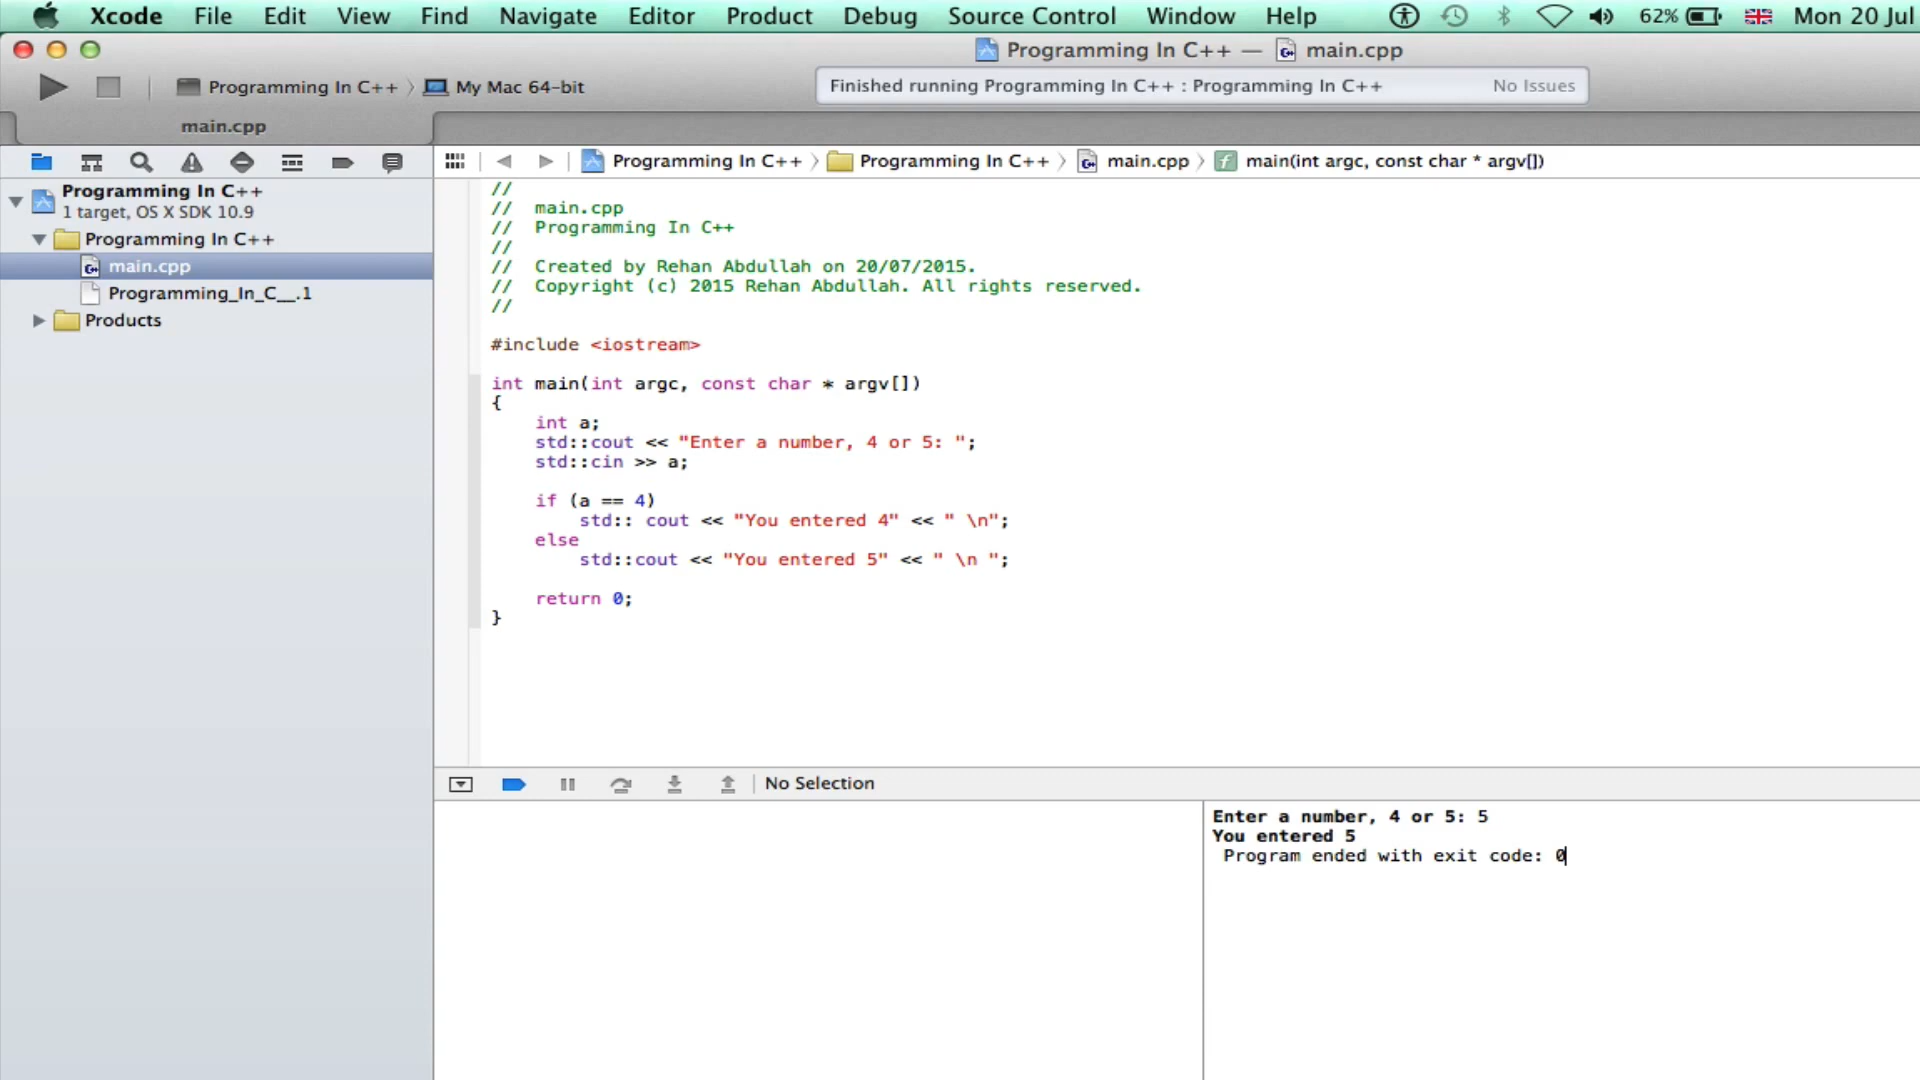 Xcode File Edit View Find Navigate Editor Product Debug Source Control Window Help 62% Mon 20 Jul
Programming In C++ — main.cpp
Programming In C++ My Mac 64-bit
Finished running Programming In C++ : Programming In C++ No Issues
main.cpp
Programming In C++ Programming In C++ main.cpp main(int argc, const char * argv[])
Programming In C++
1 target, OS X SDK 10.9
Programming In C++
main.cpp
Programming_In_C__.1
Products
//
// main.cpp
// Programming In C++
//
// Created by Rehan Abdullah on 20/07/2015.
// Copyright (c) 2015 Rehan Abdullah. All rights reserved.
//
#include <iostream>
int main(int argc, const char * argv[])
{
int a;
std::cout << "Enter a number, 4 or 5: ";
std::cin >> a;
if (a == 4)
std:: cout << "You entered 4" << " \n";
else
std::cout << "You entered 5" << " \n ";
return 0;
}
No Selection
Enter a number, 4 or 5: 5
You entered 5
Program ended with exit code: 0